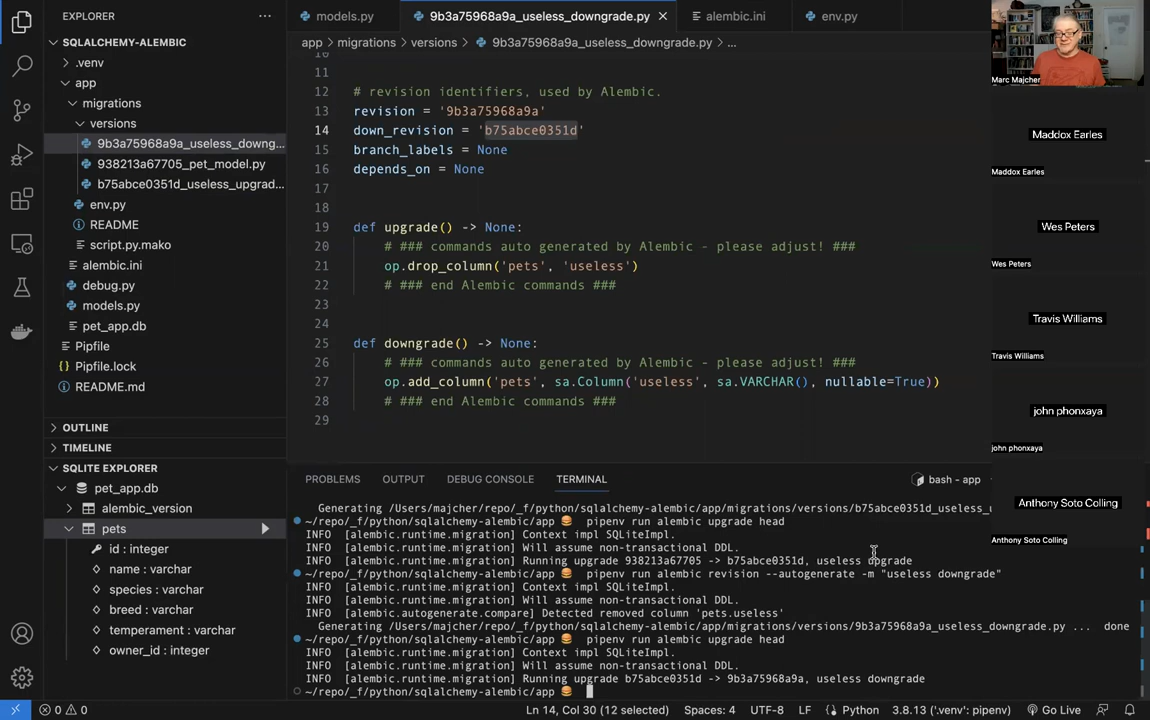 EXPLORER
SQLALCHEMY-ALEMBIC
.venv
app
migrations
versions
9b3a75968a9a_useless_downg...
938213a67705_pet_model.py
b75abce0351d_useless_upgrad...
env.py
README
script.py.mako
alembic.ini
debug.py
models.py
pet_app.db
Pipfile
Pipfile.lock
README.md
OUTLINE
TIMELINE
SQLITE EXPLORER
pet_app.db
alembic_version
pets
id : integer
name : varchar
species : varchar
breed : varchar
temperament : varchar
owner_id : integer
models.py 9b3a75968a9a_useless_downgrade.py alembic.ini env.py
app > migrations > versions > 9b3a75968a9a_useless_downgrade.py > ...
10
11
12 # revision identifiers, used by Alembic.
13 revision = '9b3a75968a9a'
14 down_revision = 'b75abce0351d'
15 branch_labels = None
16 depends_on = None
17
18
19 def upgrade() -> None:
20 # ### commands auto generated by Alembic - please adjust! ###
21 op.drop_column('pets', 'useless')
22 # ### end Alembic commands ###
23
24
25 def downgrade() -> None:
26 # ### commands auto generated by Alembic - please adjust! ###
27 op.add_column('pets', sa.Column('useless', sa.VARCHAR(), nullable=True))
28 # ### end Alembic commands ###
29
PROBLEMS OUTPUT DEBUG CONSOLE TERMINAL bash - app
Generating /Users/majcher/repo/_f/python/sqlalchemy-alembic/app/migrations/versions/b75abce0351d_useless_u
~/repo/_f/python/sqlalchemy-alembic/app 🍔 pipenv run alembic upgrade head
INFO [alembic.runtime.migration] Context impl SQLiteImpl.
INFO [alembic.runtime.migration] Will assume non-transactional DDL.
INFO [alembic.runtime.migration] Running upgrade 938213a67705 -> b75abce0351d, useless upgrade
~/repo/_f/python/sqlalchemy-alembic/app 🍔 pipenv run alembic revision --autogenerate -m "useless downgrade"
INFO [alembic.runtime.migration] Context impl SQLiteImpl.
INFO [alembic.runtime.migration] Will assume non-transactional DDL.
INFO [alembic.autogenerate.compare] Detected removed column 'pets.useless'
Generating /Users/majcher/repo/_f/python/sqlalchemy-alembic/app/migrations/versions/9b3a75968a9a_useless_downgrade.py ... done
~/repo/_f/python/sqlalchemy-alembic/app 🍔 pipenv run alembic upgrade head
INFO [alembic.runtime.migration] Context impl SQLiteImpl.
INFO [alembic.runtime.migration] Will assume non-transactional DDL.
INFO [alembic.runtime.migration] Running upgrade b75abce0351d -> 9b3a75968a9a, useless downgrade
~/repo/_f/python/sqlalchemy-alembic/app 🍔
Marc Majcher
Maddox Earles
Maddox Earles
Wes Peters
Wes Peters
Travis Williams
Travis Williams
john phonxaya
john phonxaya
Anthony Soto Colling
Anthony Soto Colling
0 0 Ln 14, Col 30 (12 selected) Spaces: 4 UTF-8 LF Python 3.8.13 ('.venv': pipenv) Go Live